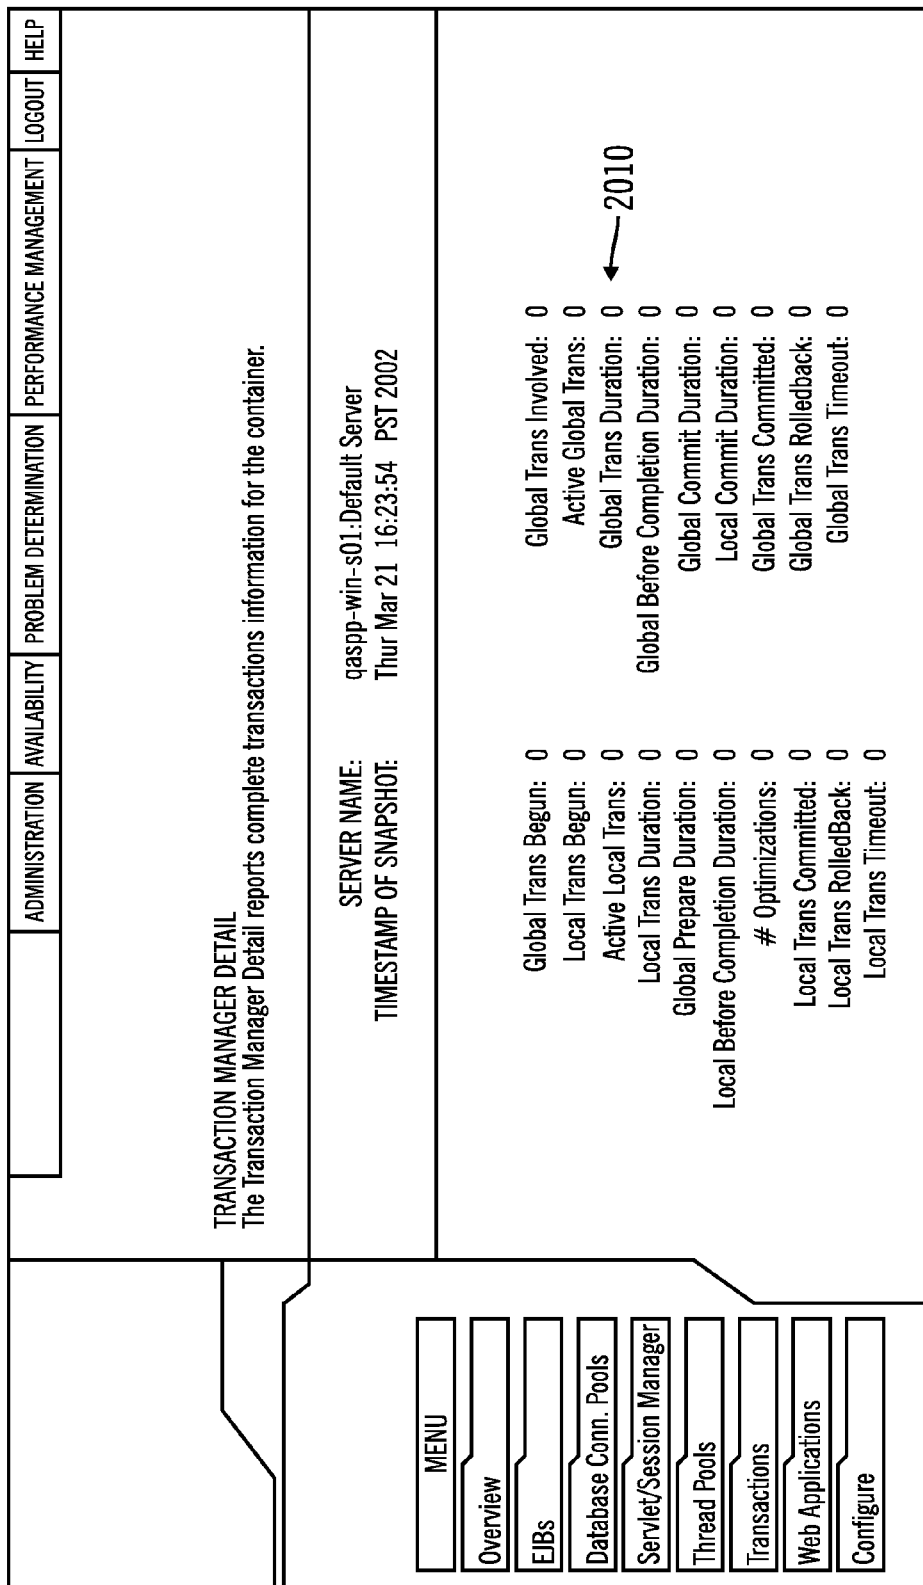 ADMINISTRATION AVAILABILITY PROBLEM DETERMINATION PERFORMANCE MANAGEMENT LOGOUT HELP
TRANSACTION MANAGER DETAIL
The Transaction Manager Detail reports complete transactions information for the container.
SERVER NAME: qaspp-win-s01:Default Server
TIMESTAMP OF SNAPSHOT: Thur Mar 21 16:23:54 PST 2002
MENU
Overview
EJBs
Database Conn. Pools
Servlet/Session Manager
Thread Pools
Transactions
Web Applications
Configure
Global Trans Begun: 0 Global Trans Involved: 0
Local Trans Begun: 0 Active Global Trans: 0
Active Local Trans: 0 Global Trans Duration: 0
2010
Local Trans Duration: 0 Global Before Completion Duration: 0
Global Prepare Duration: 0 Global Commit Duration: 0
Local Before Completion Duration: 0 Local Commit Duration: 0
# Optimizations: 0 Global Trans Committed: 0
Local Trans Committed: 0 Global Trans Rolledback: 0
Local Trans RolledBack: 0 Global Trans Timeout: 0
Local Trans Timeout: 0